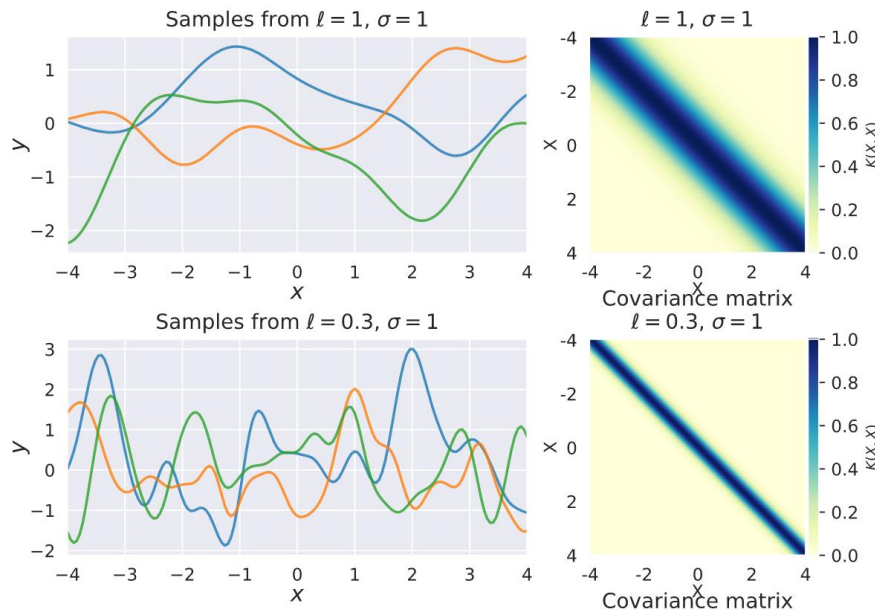 Samples from ℓ = 1, σ = 1
y
1
0
−1
−2
−4 −3 −2 −1 0 1 2 3 4
x
ℓ = 1, σ = 1
X
-4
-2
0
2
4
-4 -2 0 2 4
X
Covariance matrix
1.0
0.8
0.6
0.4
0.2
0.0
K(X,X)
Samples from ℓ = 0.3, σ = 1
y
3
2
1
0
−1
−2
−4 −3 −2 −1 0 1 2 3 4
x
ℓ = 0.3, σ = 1
X
-4
-2
0
2
4
-4 -2 0 2 4
X
Covariance matrix
1.0
0.8
0.6
0.4
0.2
0.0
K(X,X)